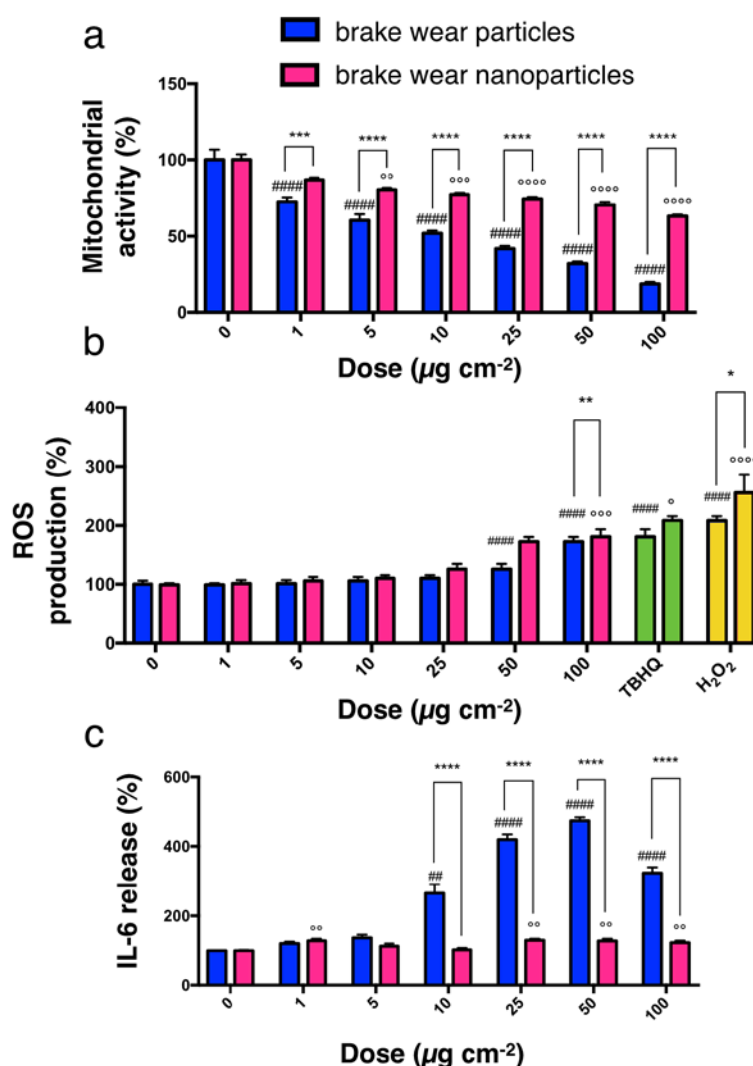 a
brake wear particles
brake wear nanoparticles
Mitochondrial
activity (%)
150
100
50
0
*** **** **** **** **** ****
#### #### #### #### #### ####
°° °°° °°°° °°°° °°°°
0 1 5 10 25 50 100
Dose (µg cm-2)
b
ROS
production (%)
400
300
200
100
0
** *
#### #### °°° #### ° #### °°°°
0 1 5 10 25 50 100 TBHQ H2O2
Dose (µg cm-2)
c
IL-6 release (%)
600
400
200
0
**** **** **** ****
°° ## #### °° #### °° #### °°
0 1 5 10 25 50 100
Dose (µg cm-2)